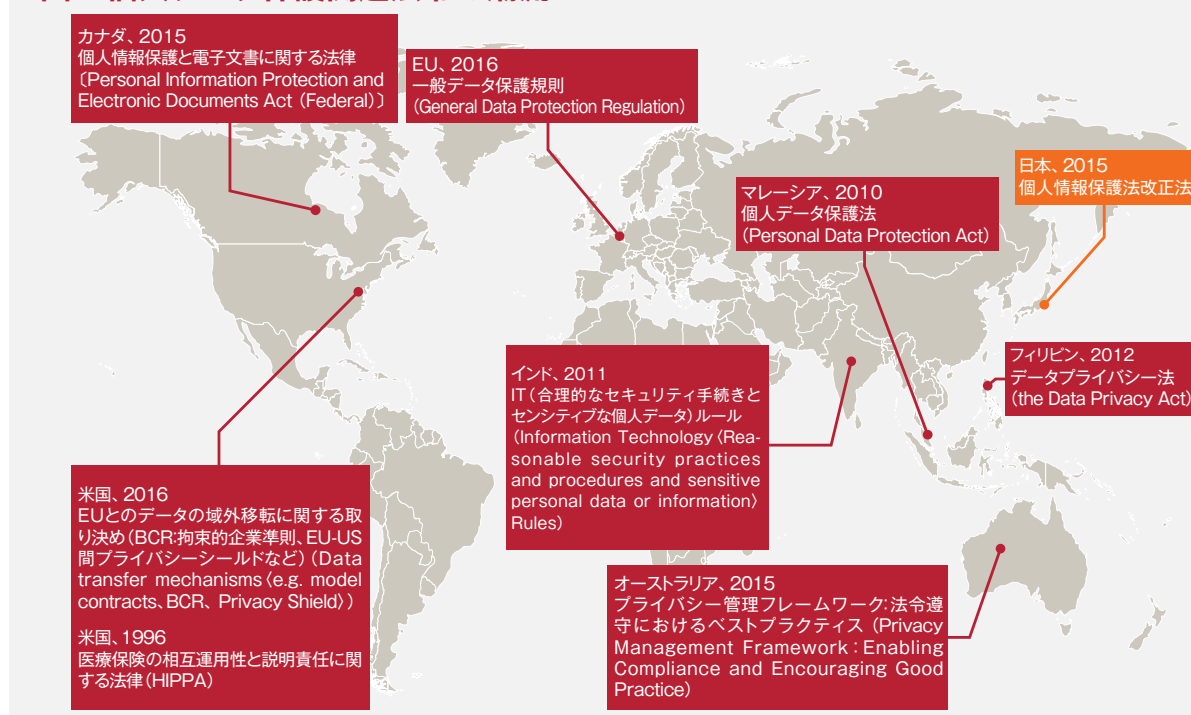 カナダ、2015
個人情報保護と電子文書に関する法律
〔Personal Information Protection and
Electronic Documents Act (Federal)〕
EU、2016
一般データ保護規則
(General Data Protection Regulation)
マレーシア、2010
個人データ保護法
(Personal Data Protection Act)
日本、2015
個人情報保護法改正法
インド、2011
IT(合理的なセキュリティ手続きと
センシティブな個人データ)ルール
(Information Technology〈Rea-
sonable security practices
and procedures and sensitive
personal data or information〉
Rules)
フィリピン、2012
データプライバシー法
(the Data Privacy Act)
米国、2016
EUとのデータの域外移転に関する取
り決め(BCR:拘束的企業準則、EU-US
間プライバシーシールドなど)(Data
transfer mechanisms〈e.g. model
contracts、BCR、Privacy Shield〉)
米国、1996
医療保険の相互運用性と説明責任に関
する法律(HIPPA)
オーストラリア、2015
プライバシー管理フレームワーク:法令遵
守におけるベストプラクティス (Privacy
Management Framework:Enabling
Compliance and Encouraging Good
Practice)